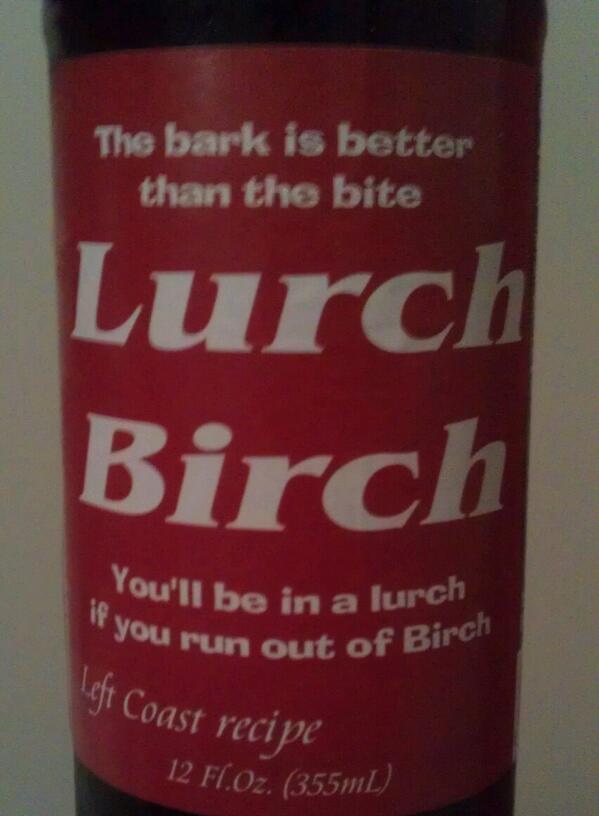 The bark is better
than the bite
Lurch
Birch
You'll be in a lurch
if you run out of Birch
Left Coast recipe
12 Fl.Oz. (355mL)